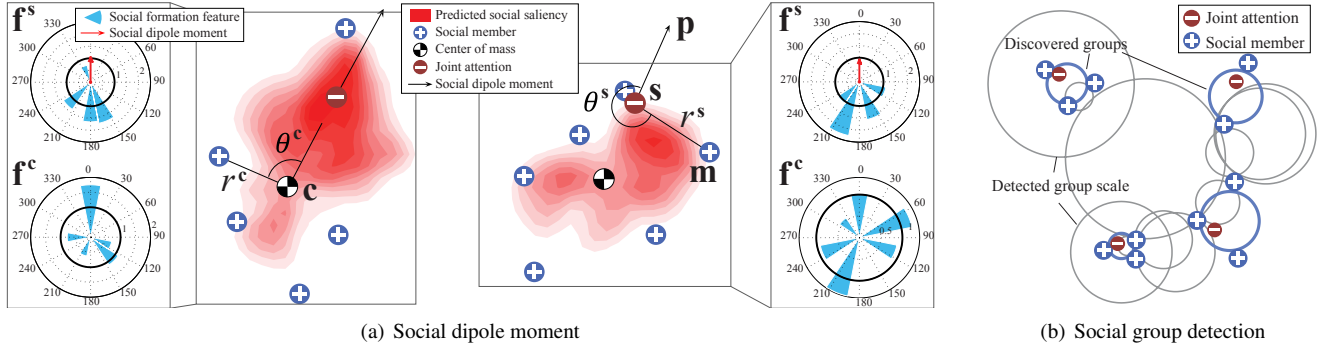 f^s
Social formation feature
Social dipole moment
330
300
270
240
210
180
150
120
90
60
1
2
f^c
0
30
60
90
120
150
180
210
240
270
300
330
1
2
θ^c
r^c
c
Predicted social saliency
Social member
Center of mass
Joint attention
Social dipole moment
p
θ^s
s
r^s
m
f^s
0
30
60
90
120
150
180
210
240
270
300
330
1
2
f^c
0
30
60
90
120
150
180
210
240
270
300
330
0.5
1
(a) Social dipole moment
Joint attention
Social member
Discovered groups
Detected group scale
(b) Social group detection